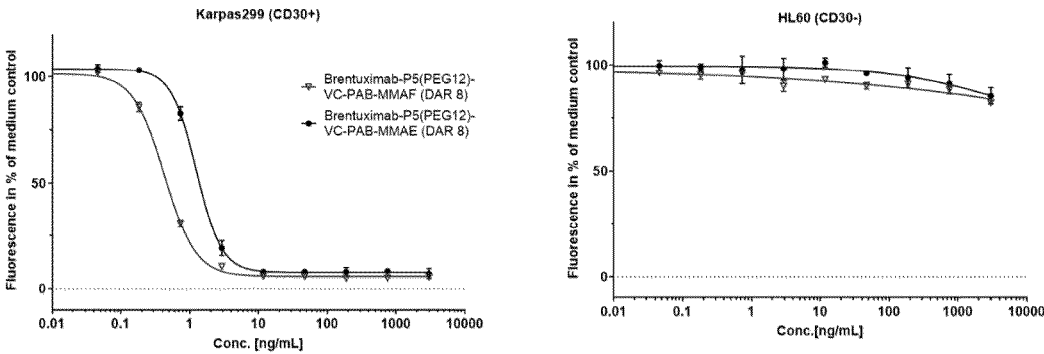 Karpas299 (CD30+)
Fluorescence in % of medium control
100
50
0
Brentuximab-P5(PEG12)-
VC-PAB-MMAF (DAR 8)
Brentuximab-P5(PEG12)-
VC-PAB-MMAE (DAR 8)
0.01 0.1 1 10 100 1000 10000
Conc.[ng/mL]
HL60 (CD30-)
Fluorescence in % of medium control
100
50
0
0.01 0.1 1 10 100 1000 10000
Conc.[ng/mL]